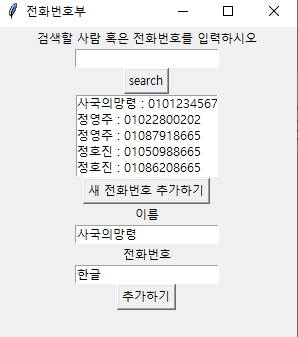 전화번호부
검색할 사람 혹은 전화번호를 입력하시오
search
사국의망령 : 0101234567
정영주 : 01022800202
정영주 : 01087918665
정호진 : 01050988665
정호진 : 01086208665
새 전화번호 추가하기
이름
사국의망령
전화번호
한글
추가하기